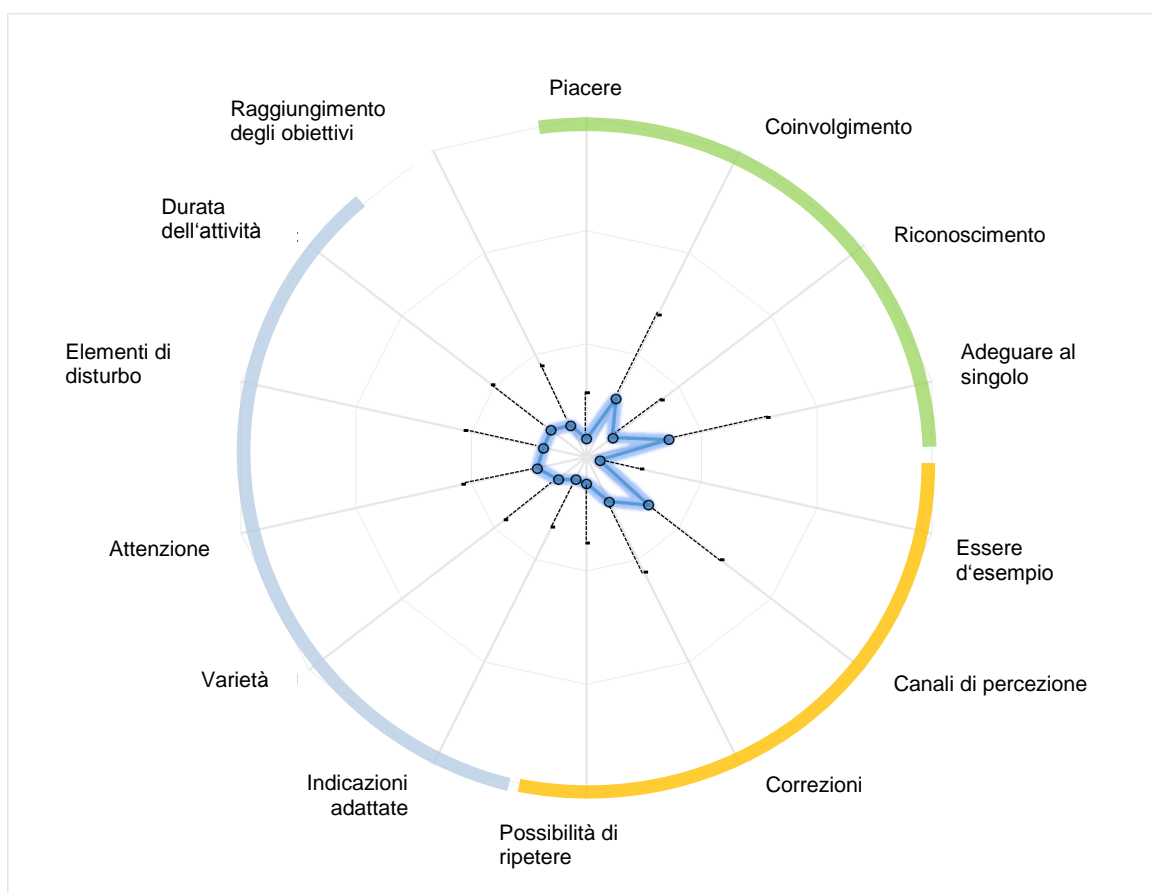 Piacere
Coinvolgimento
Riconoscimento
Adeguare al
singolo
Essere
d‘esempio
Canali di percezione
Correzioni
Possibilità di
ripetere
Indicazioni
adattate
Varietà
Attenzione
Elementi di
disturbo
Durata
dell‘attività
Raggiungimento
degli obiettivi